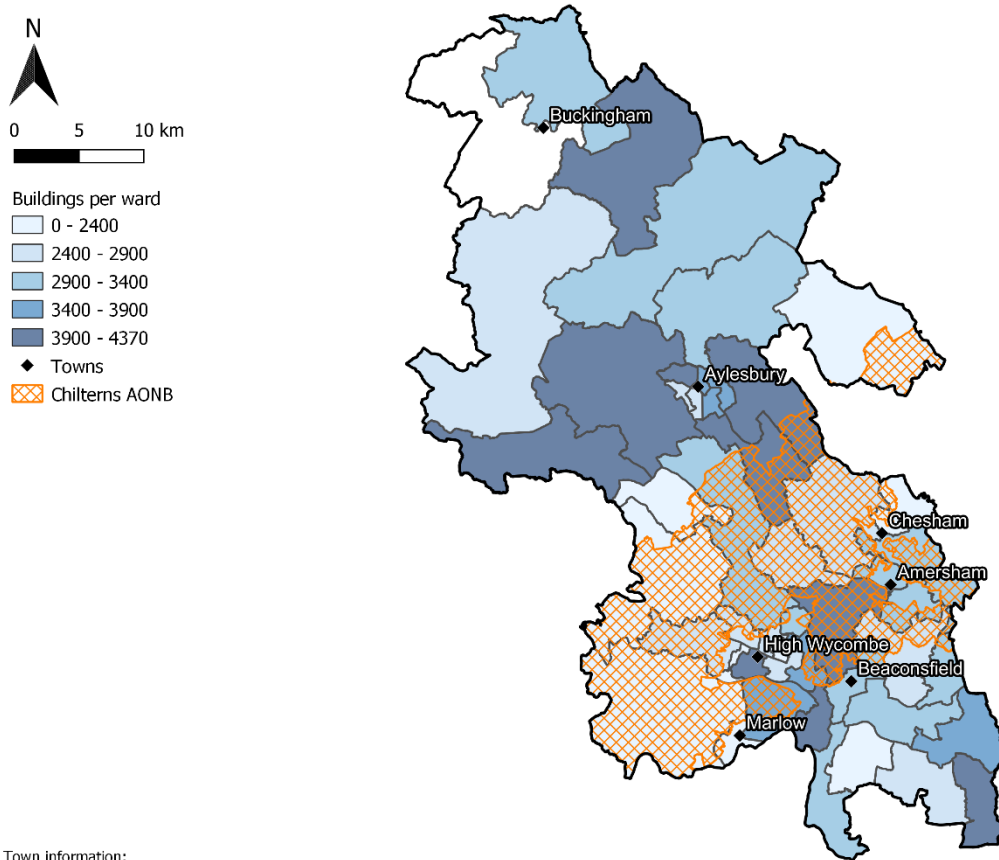 N
0 5 10 km
Buildings per ward
0 - 2400
2400 - 2900
2900 - 3400
3400 - 3900
3900 - 4370
Towns
Chilterns AONB
Buckingham
Aylesbury
Chesham
Amersham
High Wycombe
Beaconsfield
Marlow
Town information: